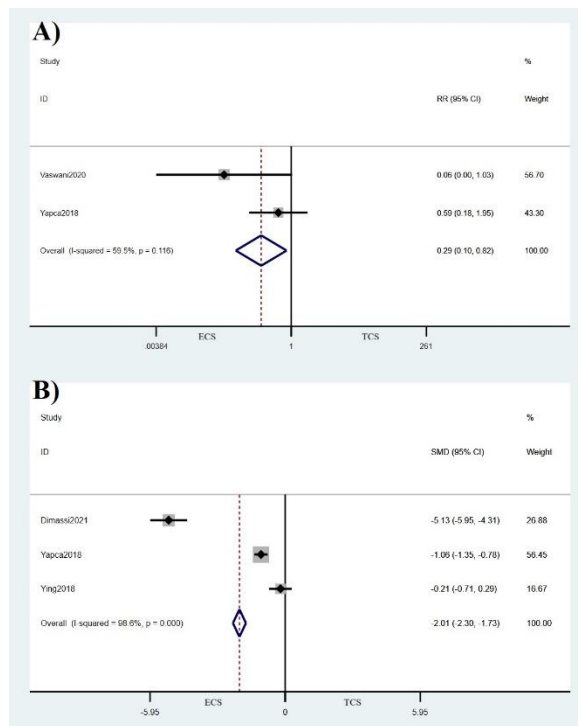 A)
Study %
ID RR (95% CI) Weight
Vaswani2020 0.06 (0.00, 1.03) 56.70
Yapca2018 0.59 (0.18, 1.95) 43.30
Overall (I-squared = 59.5%, p = 0.116) 0.29 (0.10, 0.82) 100.00
ECS TCS
.00384 1 261
B)
Study %
ID SMD (95% CI) Weight
Dimassi2021 -5.13 (-5.95, -4.31) 26.88
Yapca2018 -1.06 (-1.35, -0.78) 56.45
Ying2018 -0.21 (-0.71, 0.29) 16.67
Overall (I-squared = 98.6%, p = 0.000) -2.01 (-2.30, -1.73) 100.00
ECS TCS
-5.95 0 5.95